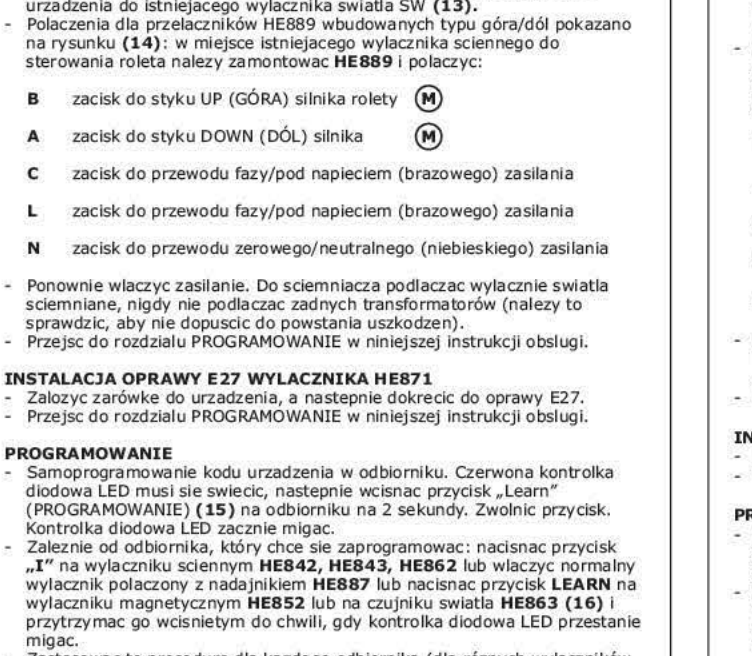 urzadzenia do istniejacego wylacznika swiatla SW (13).
- Polaczenia dla przelaczników HE889 wbudowanych typu góra/dól pokazano
na rysunku (14): w miejsce istniejacego wylacznika sciennego do
sterowania roleta nalezy zamontowac HE889 i polaczyc:
B zacisk do styku UP (GÓRA) silnika rolety M
A zacisk do styku DOWN (DÓL) silnika M
C zacisk do przewodu fazy/pod napieciem (brazowego) zasilania
L zacisk do przewodu fazy/pod napieciem (brazowego) zasilania
N zacisk do przewodu zerowego/neutralnego (niebieskiego) zasilania
- Ponownie wlaczyc zasilanie. Do sciemniacza podlaczac wylacznie swiatla
sciemniane, nigdy nie podlaczac zadnych transformatorów (nalezy to
sprawdzic, aby nie dopuscic do powstania uszkodzen).
- Przejsc do rozdzialu PROGRAMOWANIE w niniejszej instrukcji obslugi.
INSTALACJA OPRAWY E27 WYLACZNIKA HE871
- Zalozyc zarówke do urzadzenia, a nastepnie dokrecic do oprawy E27.
- Przejsc do rozdzialu PROGRAMOWANIE w niniejszej instrukcji obslugi.
PROGRAMOWANIE
- Samoprogramowanie kodu urzadzenia w odbiorniku. Czerwona kontrolka
diodowa LED musi sie swiecic, nastepnie wcisnac przycisk „Learn”
(PROGRAMOWANIE) (15) na odbiorniku na 2 sekundy. Zwolnic przycisk.
Kontrolka diodowa LED zacznie migac.
- Zaleznie od odbiornika, który chce sie zaprogramowac: nacisnac przycisk
„I” na wylaczniku sciennym HE842, HE843, HE862 lub wlaczyc normalny
wylacznik polaczony z nadajnikiem HE887 lub nacisnac przycisk LEARN na
wylaczniku magnetycznym HE852 lub na czujniku swiatla HE863 (16) i
przytrzymac go wcisnietym do chwili, gdy kontrolka diodowa LED przestanie
migac.